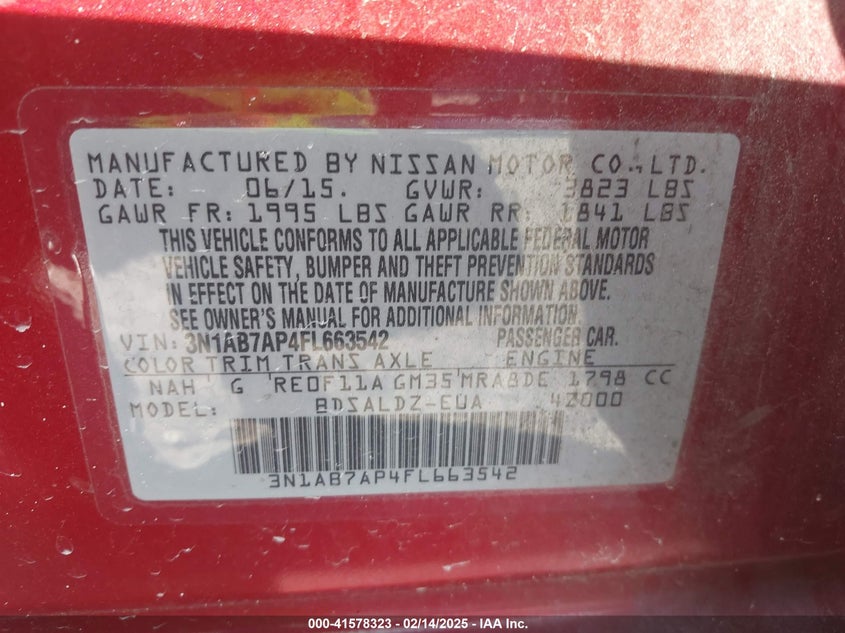 MANUFACTURED BY NISSAN MOTOR CO., LTD.
DATE: 06/15. GVWR: 3823 LBS
GAWR FR: 1995 LBS GAWR RR: 1841 LBS
THIS VEHICLE CONFORMS TO ALL APPLICABLE FEDERAL MOTOR
VEHICLE SAFETY, BUMPER AND THEFT PREVENTION STANDARDS
IN EFFECT ON THE DATE OF MANUFACTURE SHOWN ABOVE.
SEE OWNER'S MANUAL FOR ADDITIONAL INFORMATION
VIN: 3N1AB7AP4FL663542 PASSENGER CAR.
COLOR TRIM TRANS AXLE ENGINE
NAH G RE0F11A GM35 MRA8DE 1798 CC
MODEL: BDSALDZ-EUA 4Z000
3N1AB7AP4FL663542
000-41578323 - 02/14/2025 - IAA Inc.